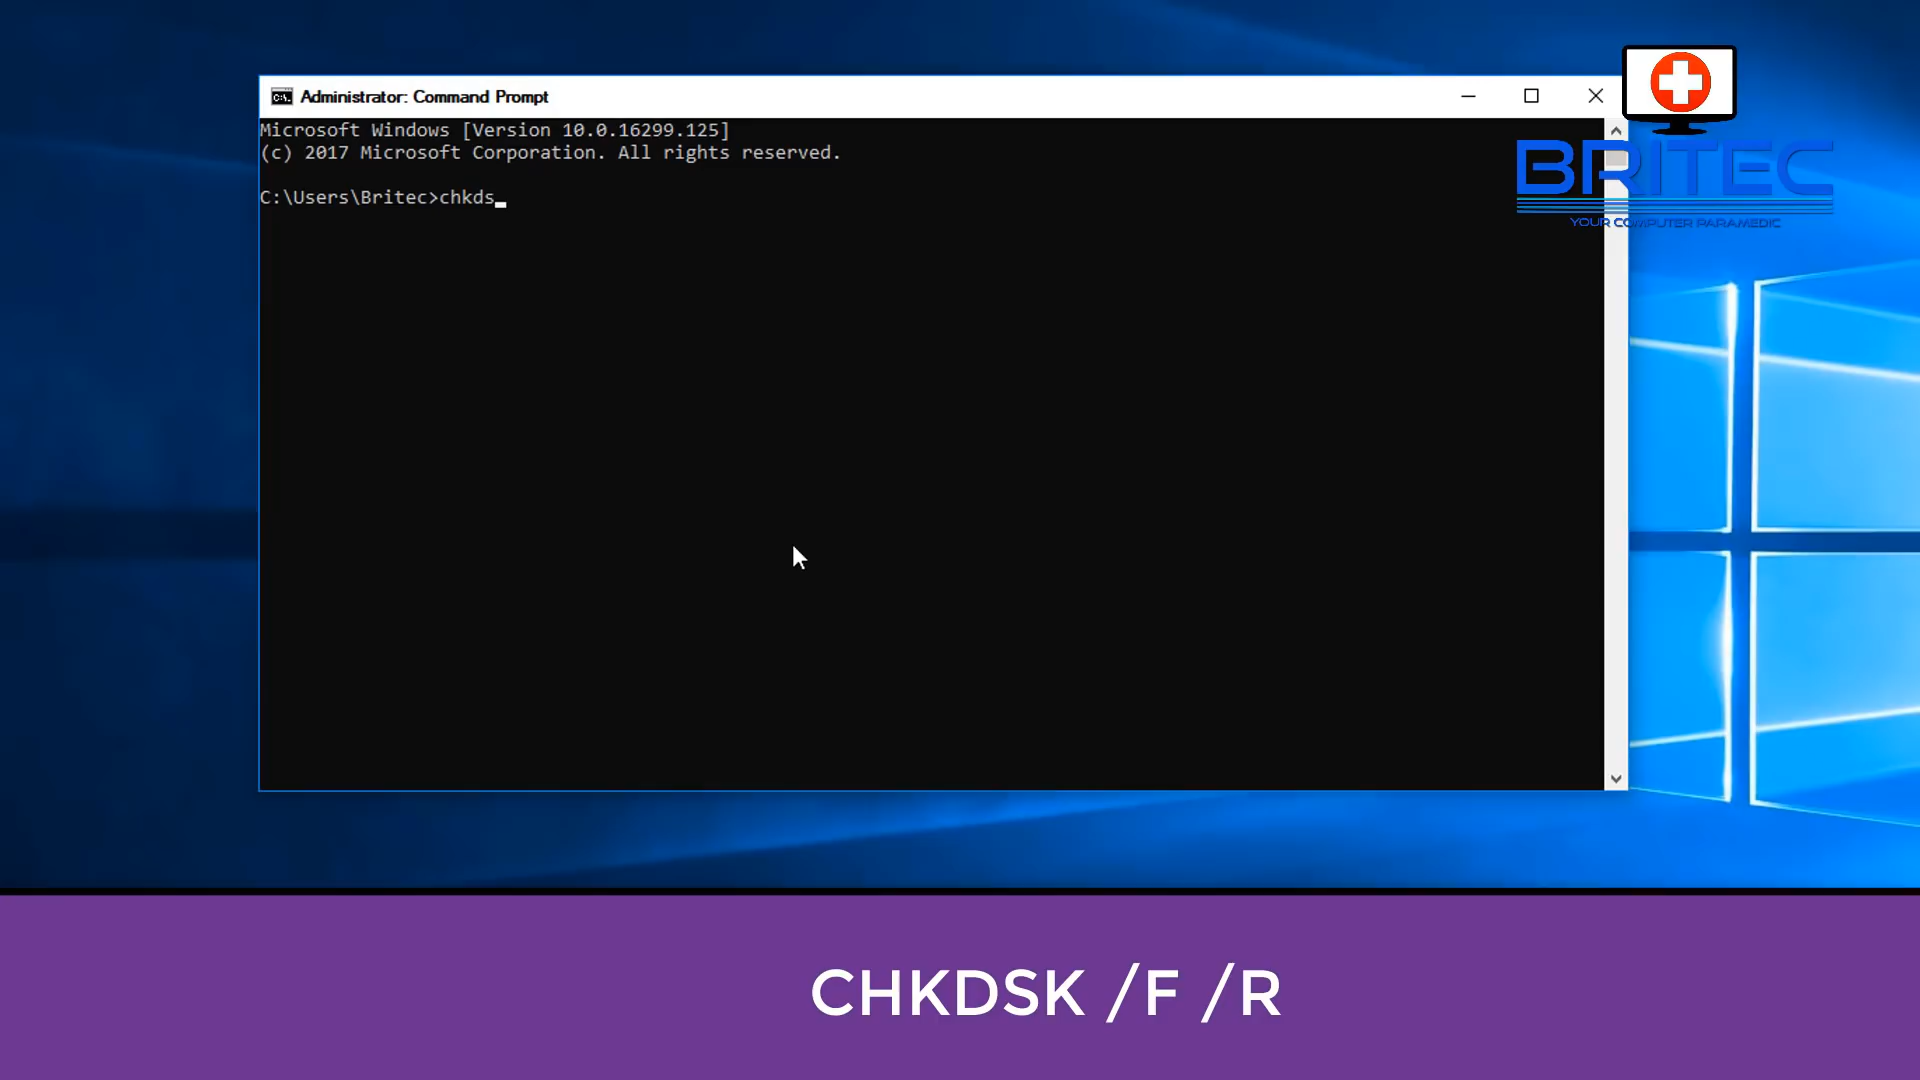 Administrator: Command Prompt
Microsoft Windows [Version 10.0.16299.125]
(c) 2017 Microsoft Corporation. All rights reserved.
C:\Users\Britec>chkds_
BRITEC
YOUR COMPUTER PARAMEDIC
CHKDSK /F /R